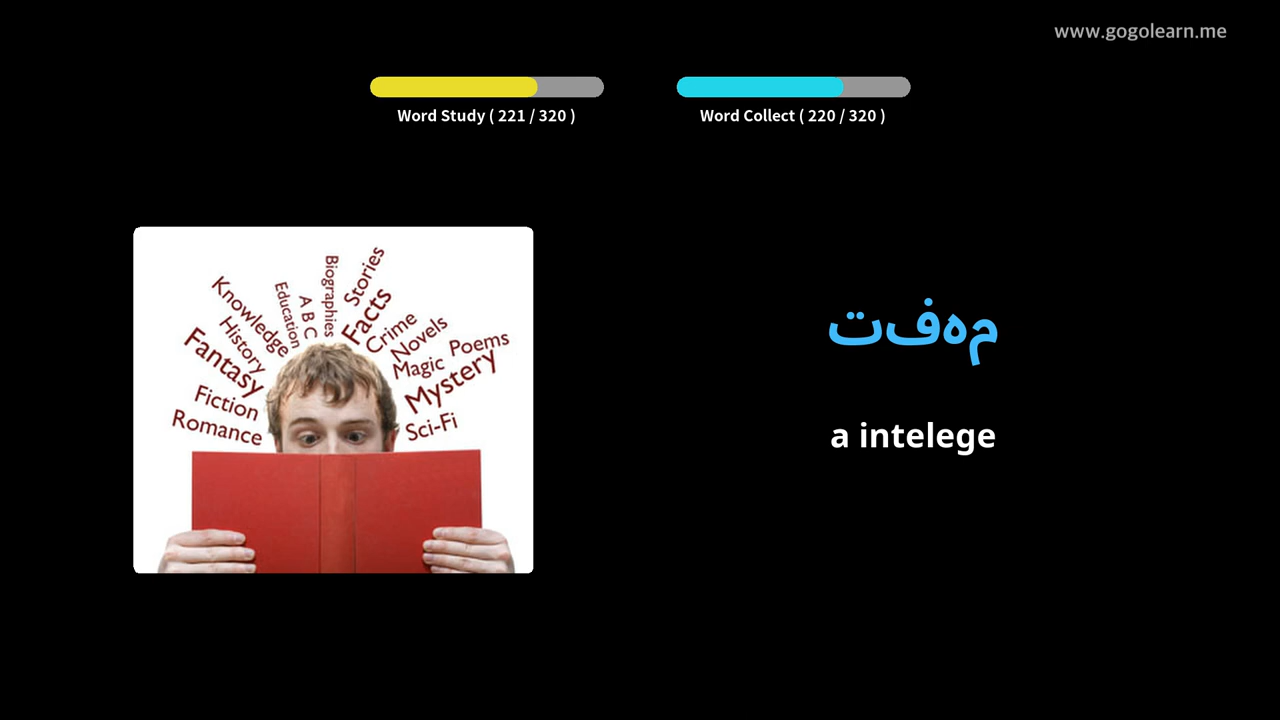 www.gogolearn.me
Word Study ( 221 / 320 )
Word Collect ( 220 / 320 )
Knowledge
Education
A B C
Biographies
Stories
Facts
History
Crime
Novels
Fantasy
Magic
Poems
Mystery
Fiction
Romance
Sci-Fi
مهفت
a intelege